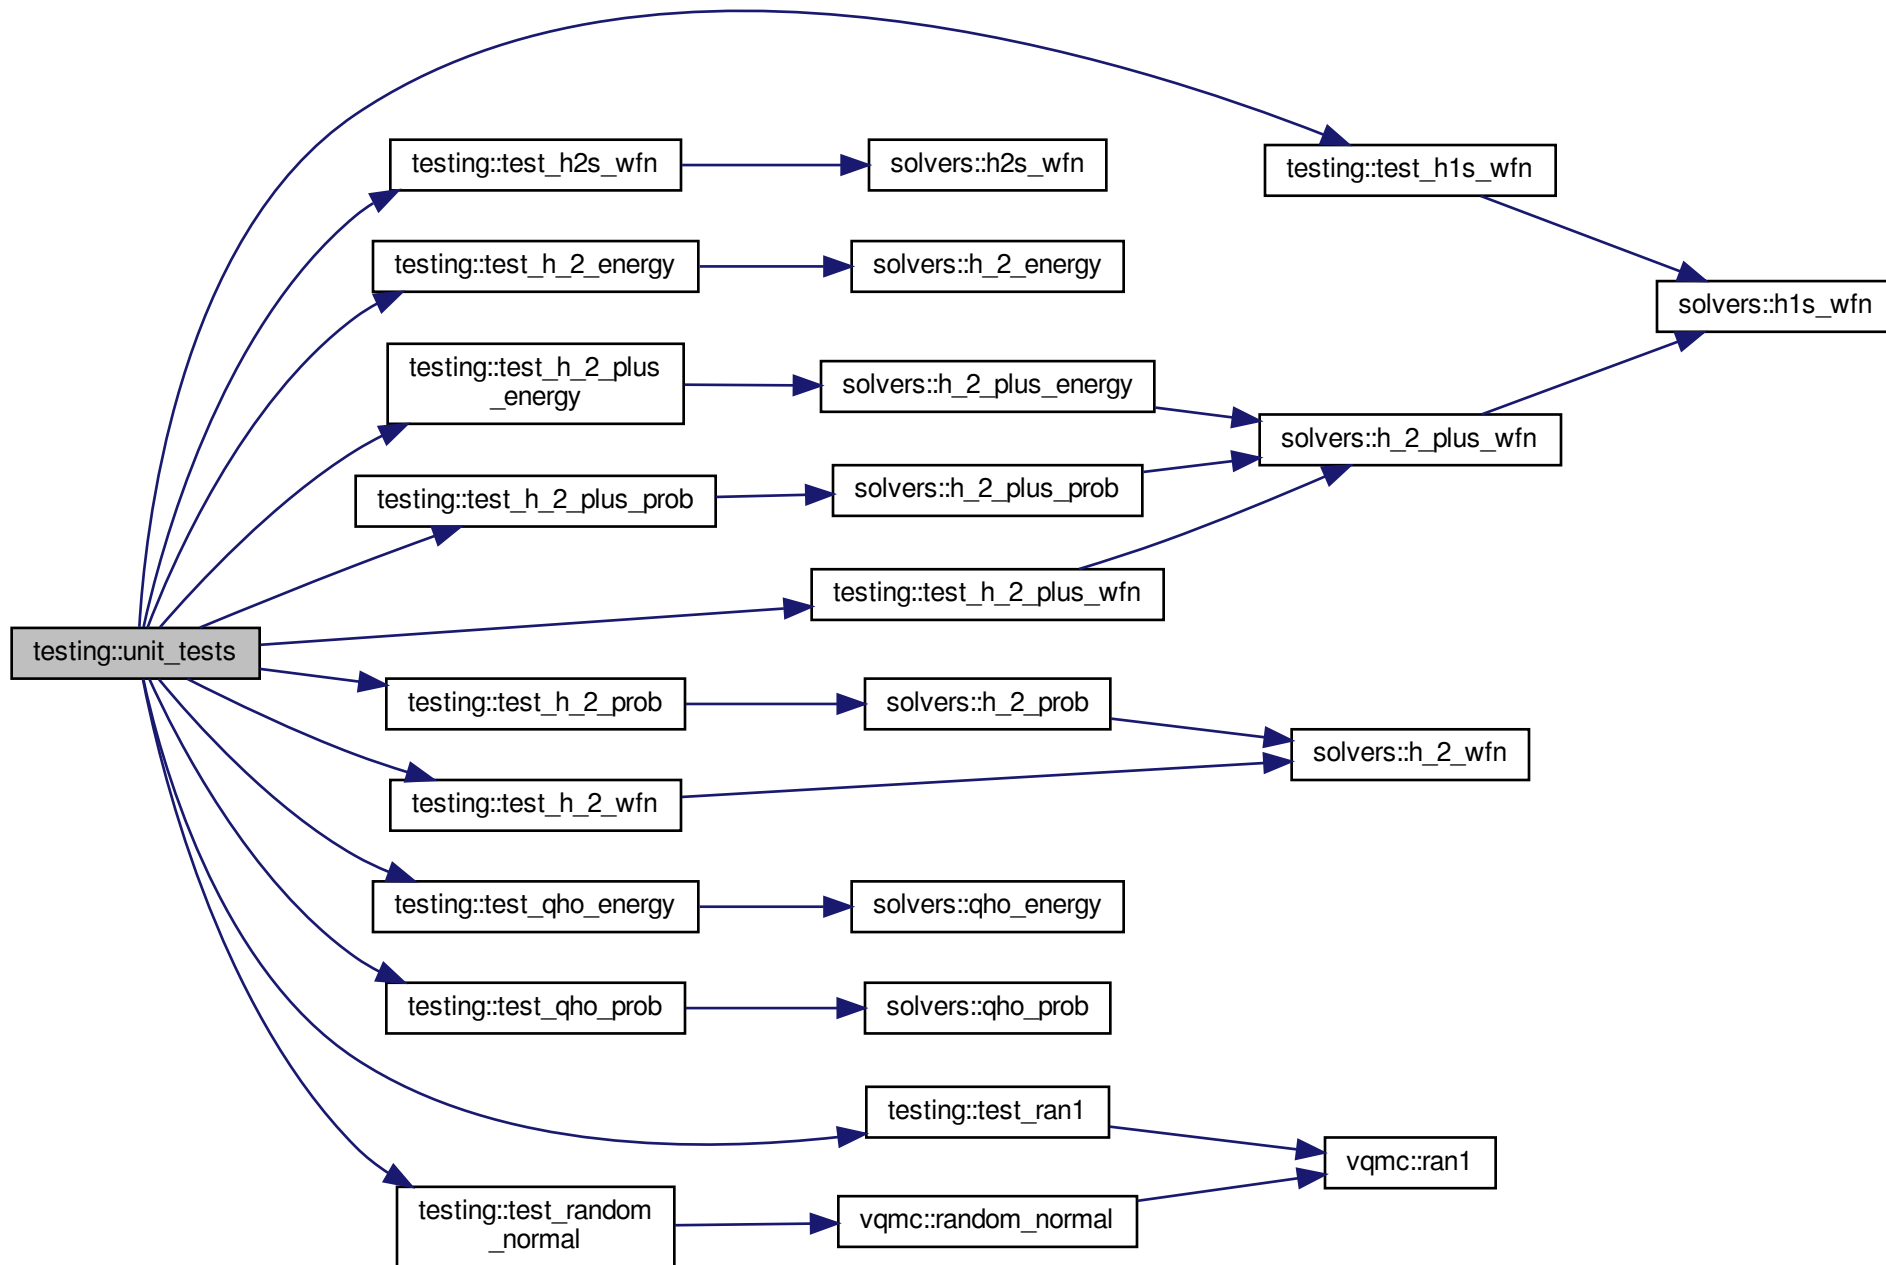 testing::test_h2s_wfn
solvers::h2s_wfn
testing::test_h1s_wfn
testing::test_h_2_energy
solvers::h_2_energy
solvers::h1s_wfn
testing::test_h_2_plus
_energy
solvers::h_2_plus_energy
solvers::h_2_plus_wfn
testing::test_h_2_plus_prob
solvers::h_2_plus_prob
testing::test_h_2_plus_wfn
testing::unit_tests
testing::test_h_2_prob
solvers::h_2_prob
solvers::h_2_wfn
testing::test_h_2_wfn
testing::test_qho_energy
solvers::qho_energy
testing::test_qho_prob
solvers::qho_prob
testing::test_ran1
vqmc::ran1
testing::test_random
_normal
vqmc::random_normal